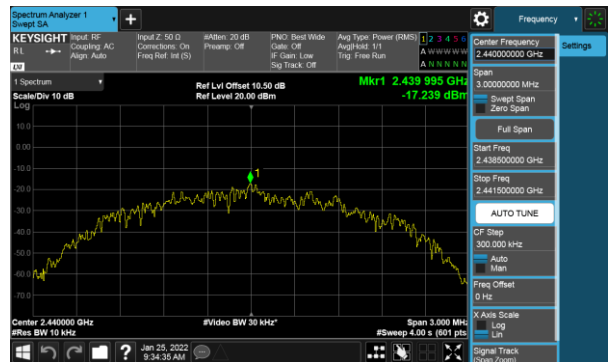 Spectrum Analyzer 1
Swept SA
Frequency
KEYSIGHT
RL
Input: RF
Coupling: AC
Align: Auto
Input Z: 50 Ω
Corrections: On
Freq Ref: Int (S)
#Atten: 20 dB
Preamp: Off
PNO: Best Wide
Gate: Off
IF Gain: Low
Sig Track: Off
Avg Type: Power (RMS)
Avg|Hold: 1/1
Trig: Free Run
1 2 3 4 5 6
A W W W W W
A N N N N N
LXI
1 Spectrum
Scale/Div 10 dB
Ref Lvl Offset 10.50 dB
Ref Level 20.00 dBm
Mkr1 2.439 995 GHz
-17.239 dBm
Log
10.0
0.00
-10.0
-20.0
-30.0
-40.0
-50.0
-60.0
-70.0
1
Center 2.440000 GHz
#Res BW 10 kHz
#Video BW 30 kHz*
Span 3.000 MHz
#Sweep 4.00 s (601 pts)
Jan 25, 2022
9:34:35 AM
Center Frequency
2.440000000 GHz
Settings
Span
3.00000000 MHz
Swept Span
Zero Span
Full Span
Start Freq
2.438500000 GHz
Stop Freq
2.441500000 GHz
AUTO TUNE
CF Step
300.000 kHz
Auto
Man
Freq Offset
0 Hz
X Axis Scale
Log
Lin
Signal Track
(Span Zoom)